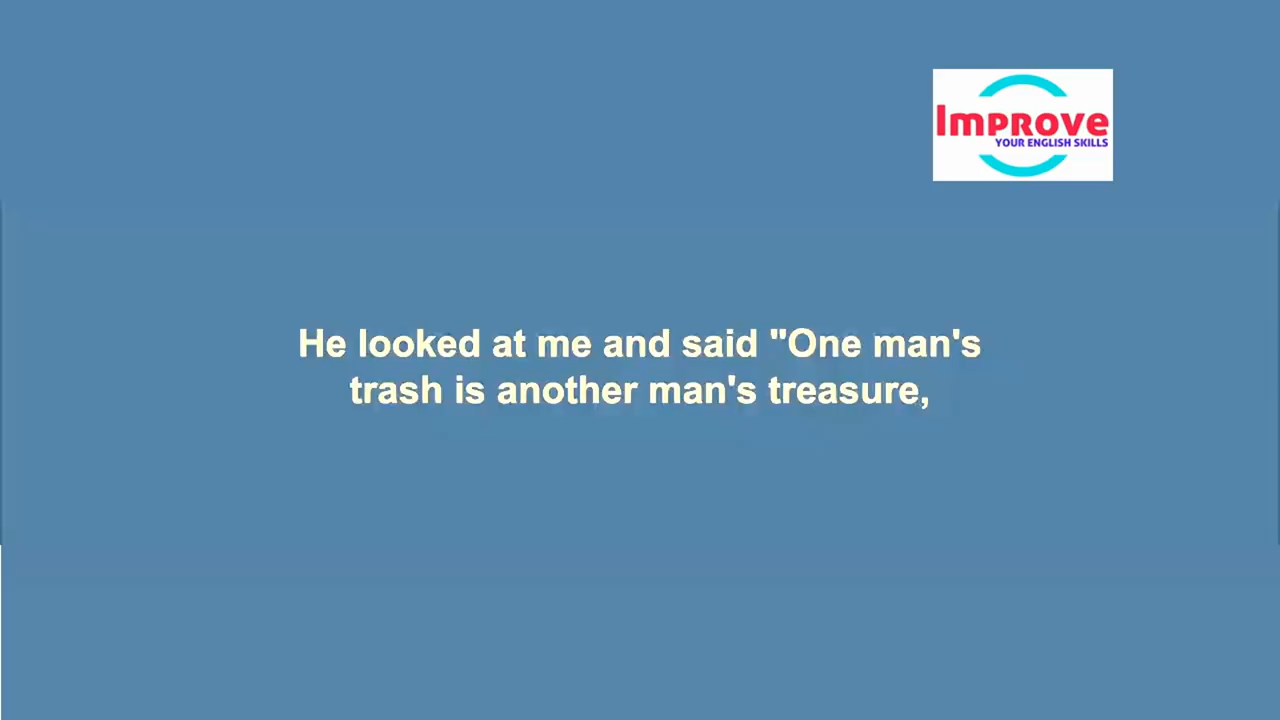 Improve
YOUR ENGLISH SKILLS
He looked at me and said "One man's
trash is another man's treasure,